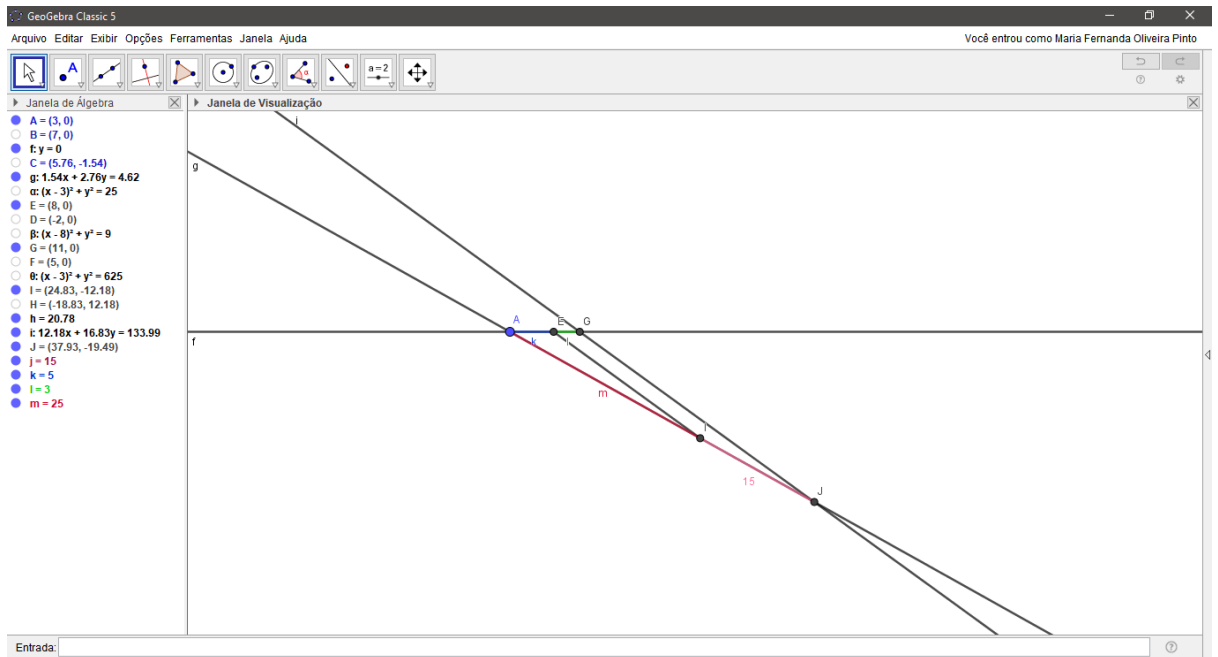 GeoGebra Classic 5
Arquivo Editar Exibir Opções Ferramentas Janela Ajuda
Você entrou como Maria Fernanda Oliveira Pinto
A
a=2
Janela de Álgebra
Janela de Visualização
A = (3, 0)
B = (7, 0)
f: y = 0
C = (5.76, -1.54)
g: 1.54x + 2.76y = 4.62
α: (x - 3)² + y² = 25
E = (8, 0)
D = (-2, 0)
β: (x - 8)² + y² = 9
G = (11, 0)
F = (5, 0)
θ: (x - 3)² + y² = 625
I = (24.83, -12.18)
H = (-18.83, 12.18)
h = 20.78
i: 12.18x + 16.83y = 133.99
J = (37.93, -19.49)
j = 15
k = 5
l = 3
m = 25
i
g
A
E
G
f
k
l
m
I
15
J
Entrada: